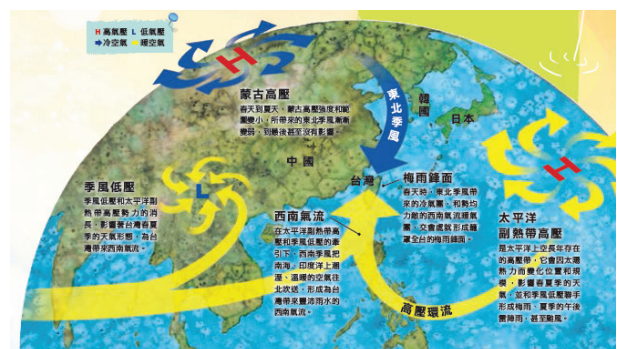 H 高氣壓 L 低氣壓
冷空氣 暖空氣
H
蒙古高壓
春天到夏天，蒙古高壓強度和範
圍變小，所帶來的東北季風漸漸
變弱，到最後甚至沒有影響。
東北季風
韓國
日本
中國
台灣
季風低壓
季風低壓和太平洋副
熱帶高壓勢力的消
長，影響著台灣春夏
季的天氣形態，為台
灣帶來西南氣流。
L
西南氣流
在太平洋副熱帶高
壓和季風低壓的牽
引下，西南季風把
南海、印度洋上潮
溼、溫暖的空氣往
北吹送，形成為台
灣帶來豐沛雨水的
西南氣流。
梅雨鋒面
春天時，東北季風帶
來的冷氣團，和勢均
力敵的西南氣流暖氣
團，交會處就形成籠
罩全台的梅雨鋒面。
H
太平洋
副熱帶高壓
是太平洋上空長年存在
的高壓帶，它會因太陽
熱力而變化位置和規
模，影響春夏季的天
氣，並和季風低壓聯手
形成梅雨、夏季的午後
雷陣雨，甚至颱風。
高壓環流